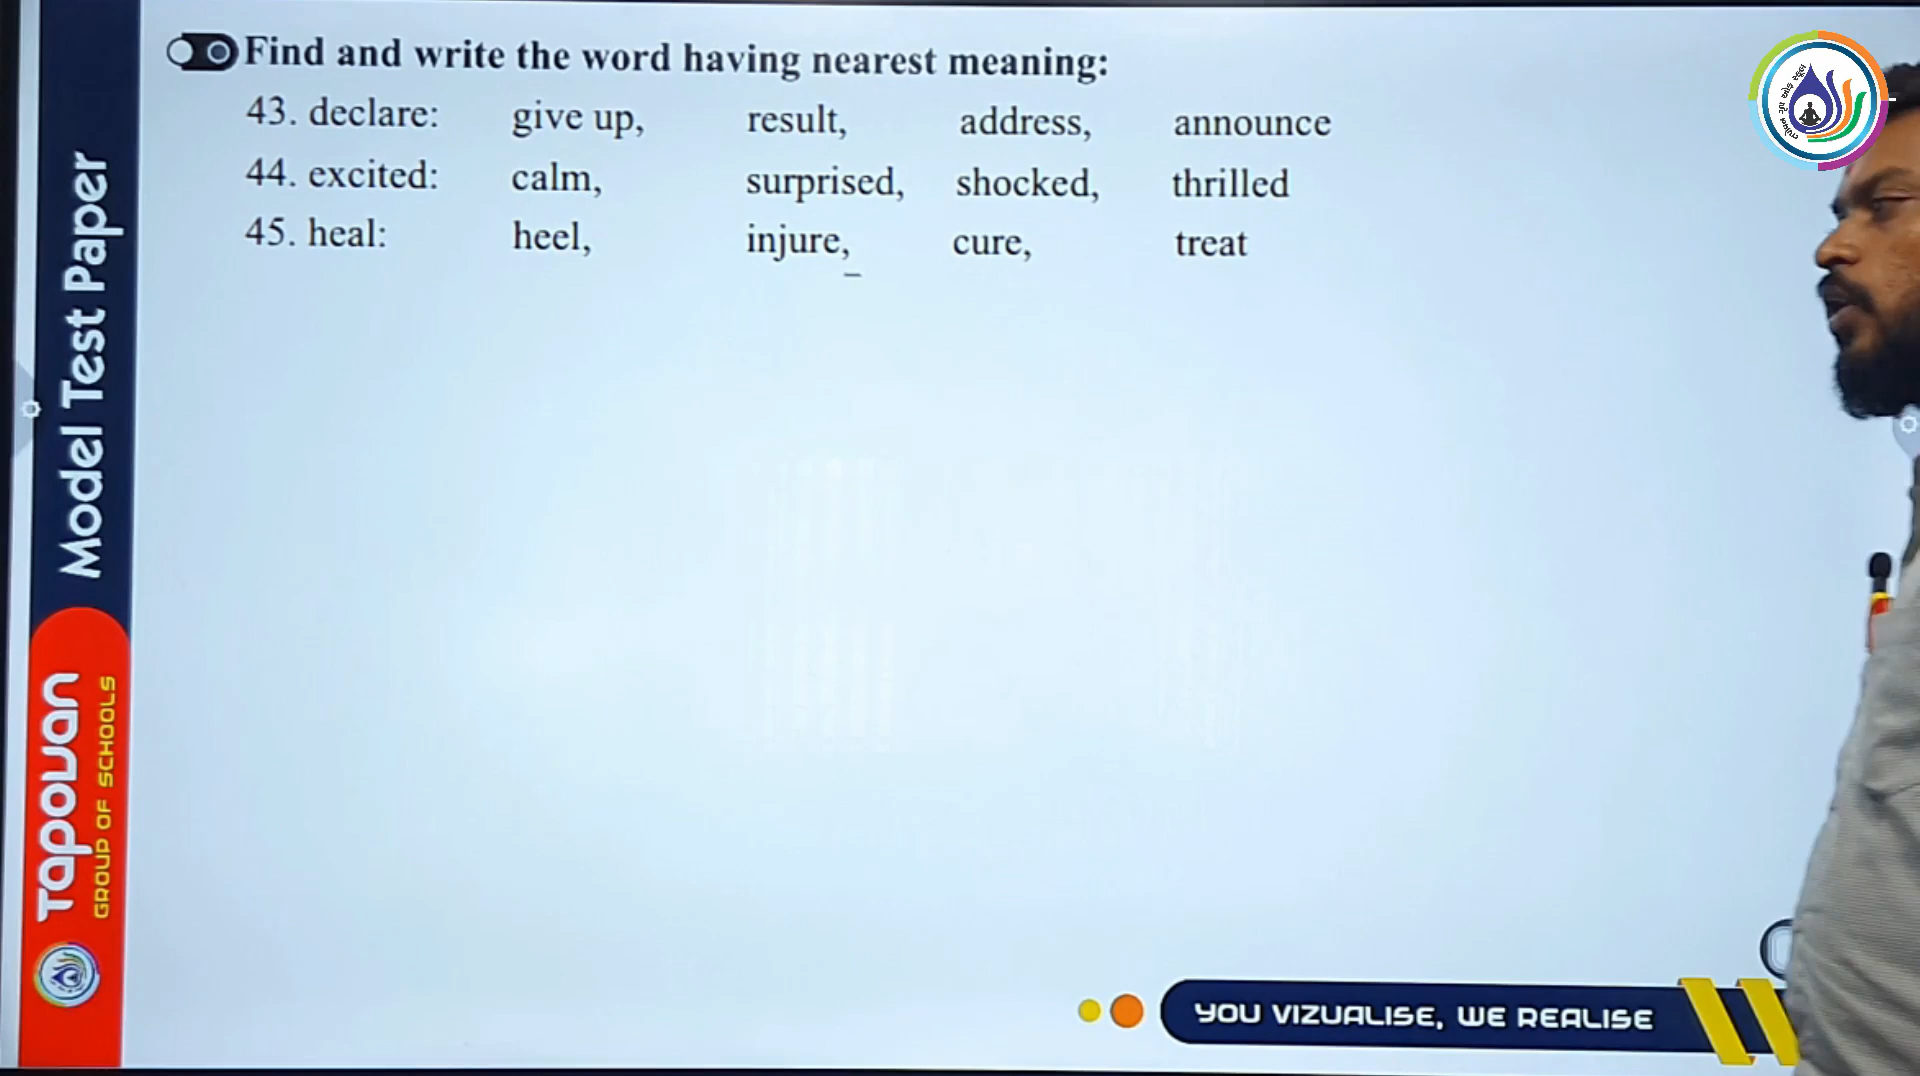 Find and write the word having nearest meaning:
43. declare: give up, result, address, announce
44. excited: calm, surprised, shocked, thrilled
45. heal: heel, injure, cure, treat
Model Test Paper
Tapovan
GROUP OF SCHOOLS
YOU VIZUALISE, WE REALISE